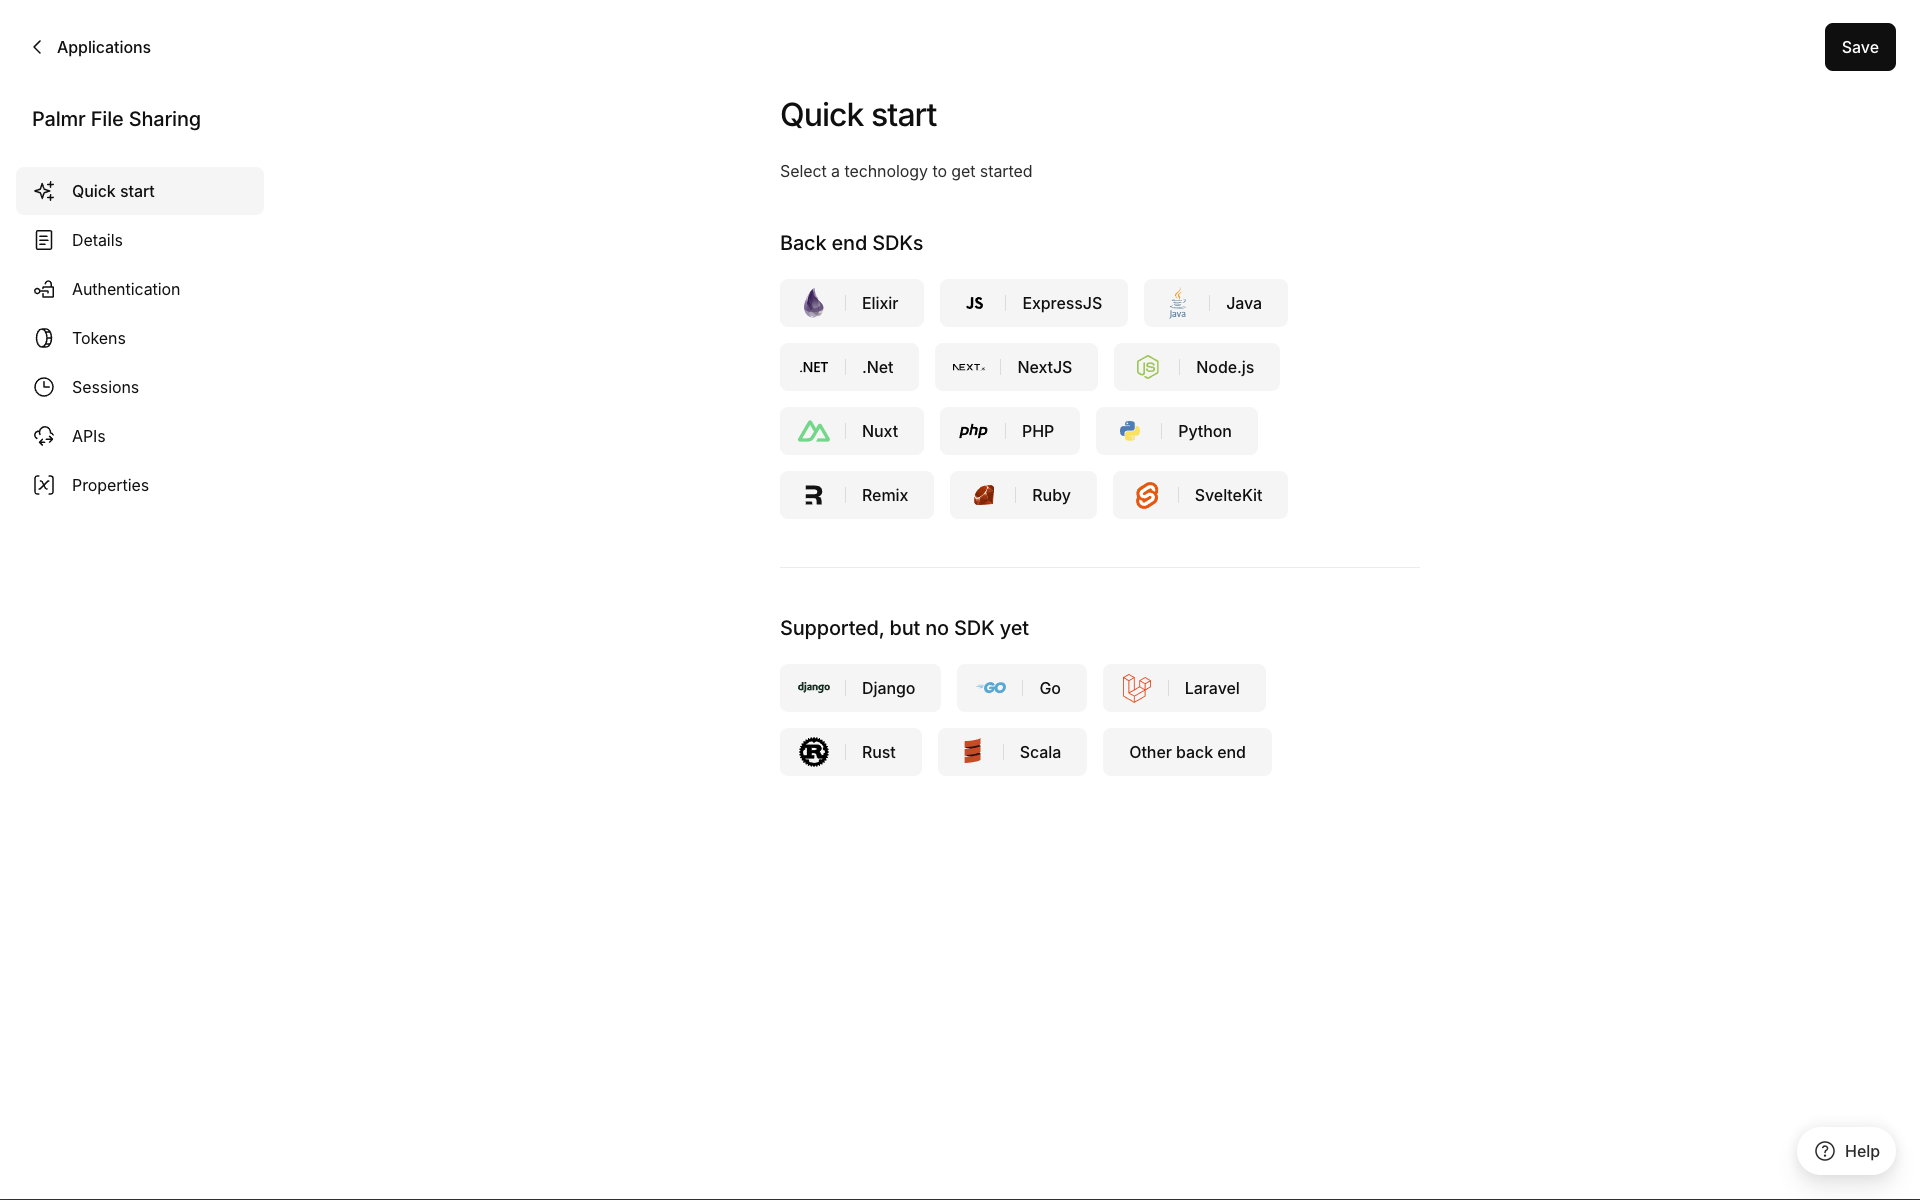 Applications
Save
Palmr File Sharing
Quick start
Details
Authentication
Tokens
Sessions
APIs
Properties
Quick start
Select a technology to get started
Back end SDKs
Elixir
JS ExpressJS
Java Java
.NET .Net
NEXT.js NextJS
JS Node.js
Nuxt
php PHP
Python
R Remix
Ruby
SvelteKit
Supported, but no SDK yet
django Django
GO Go
Laravel
R Rust
Scala
Other back end
? Help